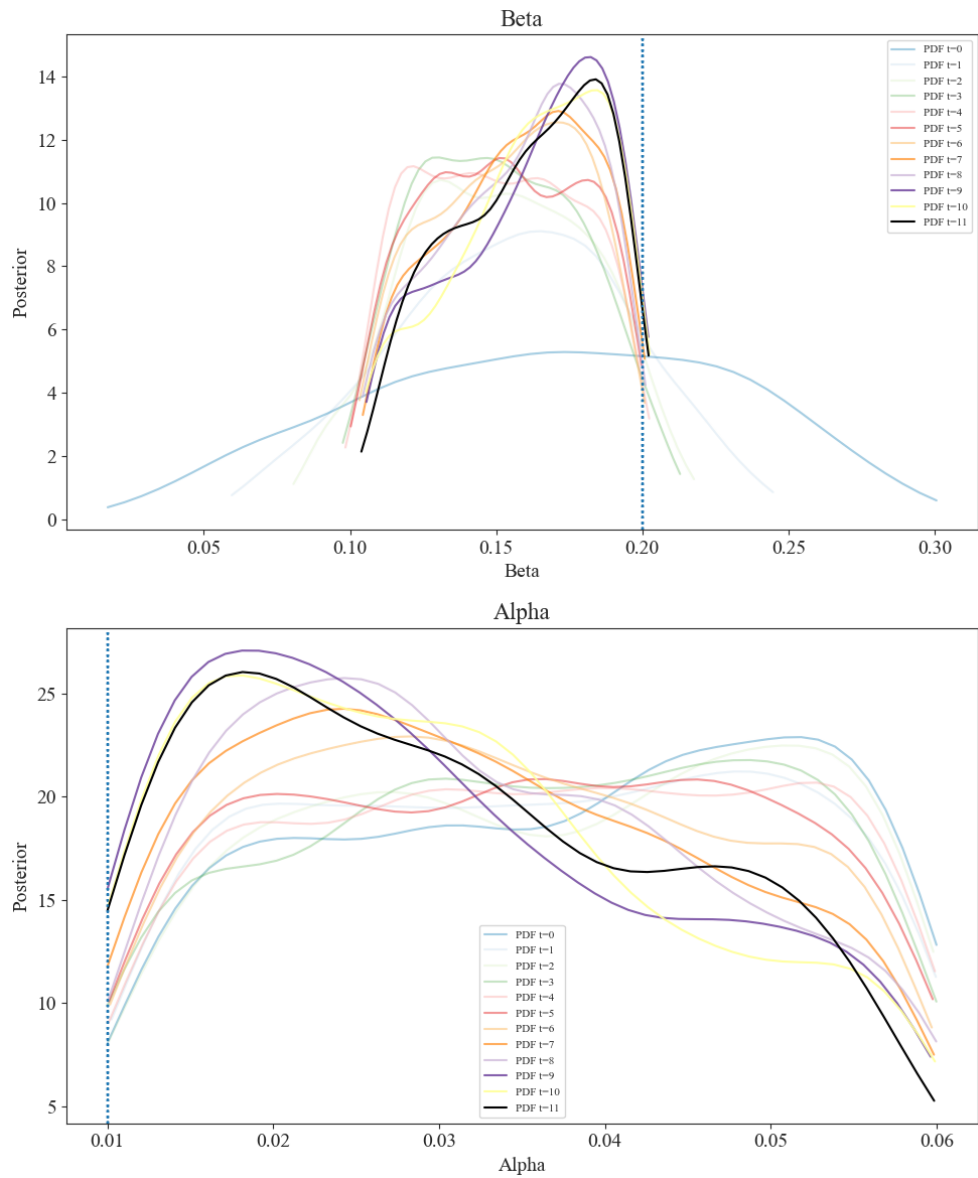 Beta
14
12
10
8
6
4
2
0
Posterior
PDF t=0
PDF t=1
PDF t=2
PDF t=3
PDF t=4
PDF t=5
PDF t=6
PDF t=7
PDF t=8
PDF t=9
PDF t=10
PDF t=11
0.05 0.10 0.15 0.20 0.25 0.30
Beta
Alpha
25
20
15
10
5
Posterior
PDF t=0
PDF t=1
PDF t=2
PDF t=3
PDF t=4
PDF t=5
PDF t=6
PDF t=7
PDF t=8
PDF t=9
PDF t=10
PDF t=11
0.01 0.02 0.03 0.04 0.05 0.06
Alpha